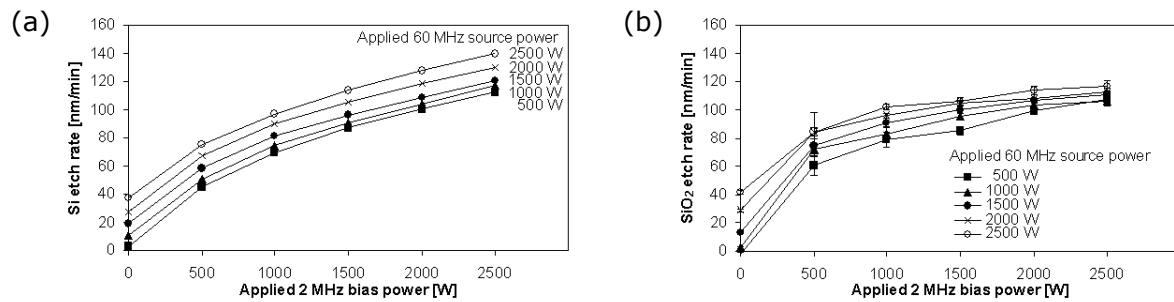 (a)
Si etch rate [nm/min]
160
140
120
100
80
60
40
20
0
Applied 60 MHz source power
2500 W
2000 W
1500 W
1000 W
500 W
0 500 1000 1500 2000 2500
Applied 2 MHz bias power [W]
(b)
SiO₂ etch rate [nm/min]
160
140
120
100
80
60
40
20
0
Applied 60 MHz source power
500 W
1000 W
1500 W
2000 W
2500 W
0 500 1000 1500 2000 2500
Applied 2 MHz bias power [W]